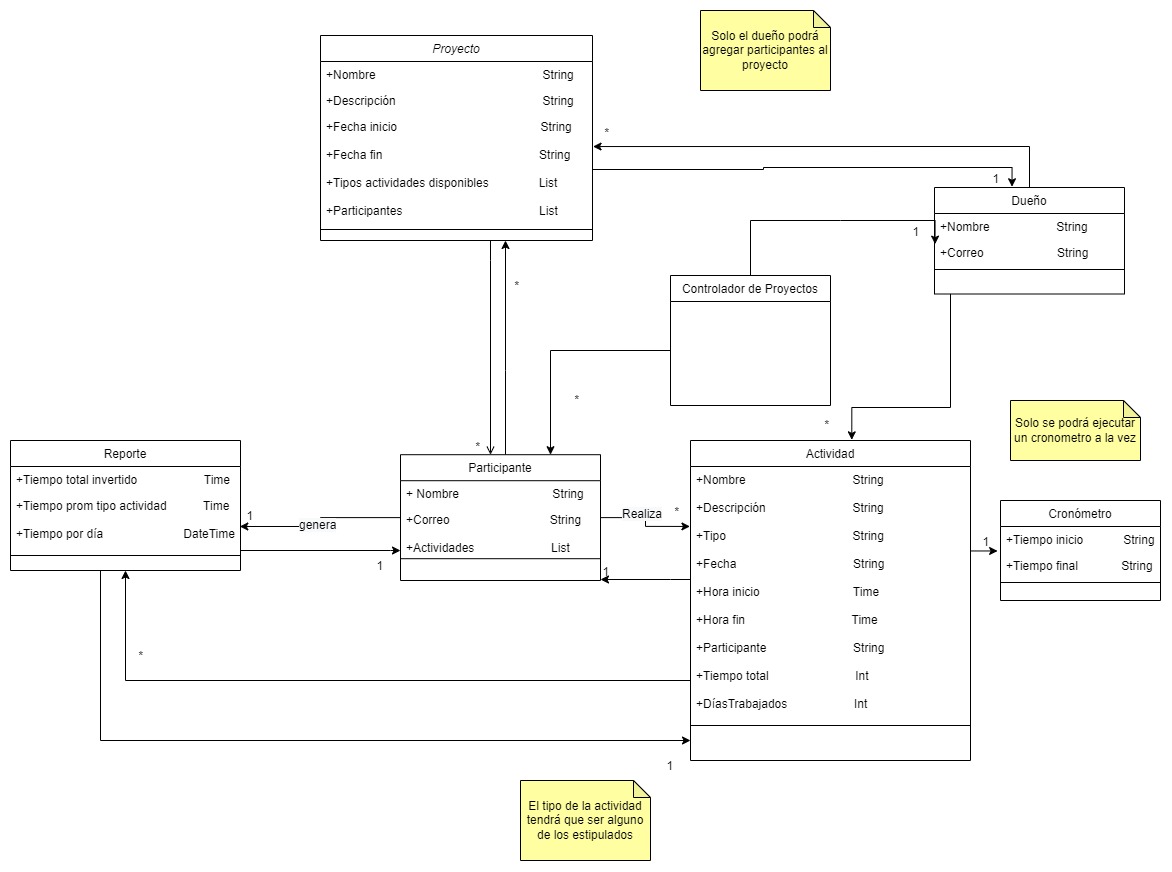 Solo el dueño podrá
agregar participantes al
proyecto
Proyecto
+Nombre String
+Descripción String
+Fecha inicio String
+Fecha fin String
+Tipos actividades disponibles List
+Participantes List
*
1
Dueño
+Nombre String
+Correo String
1
Controlador de Proyectos
*
*
*
*
Solo se podrá ejecutar
un cronometro a la vez
Reporte
+Tiempo total invertido Time
+Tiempo prom tipo actividad Time
+Tiempo por día DateTime
Participante
+ Nombre String
+Correo String
+Actividades List
1
genera
1
Realiza
*
1
Actividad
+Nombre String
+Descripción String
+Tipo String
+Fecha String
+Hora inicio Time
+Hora fin Time
+Participante String
+Tiempo total Int
+DíasTrabajados Int
1
Cronómetro
+Tiempo inicio String
+Tiempo final String
*
1
El tipo de la actividad
tendrá que ser alguno
de los estipulados